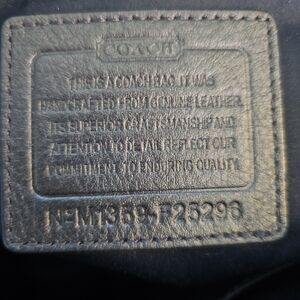 COACH
THIS IS A COACH BAG. IT WAS
HANDCRAFTED FROM GENUINE LEATHER.
ITS SUPERIOR CRAFTSMANSHIP AND
ATTENTION TO DETAIL REFLECT OUR
COMMITMENT TO ENDURING QUALITY.
Nº M1359-F25296